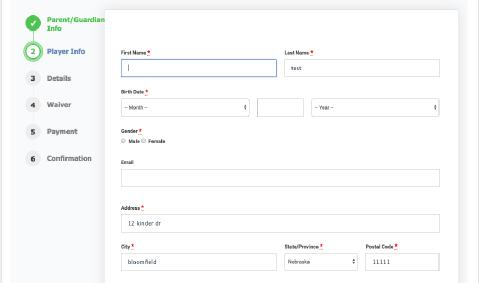 ✓ Parent/Guardian
Info
2 Player Info
3 Details
4 Waiver
5 Payment
6 Confirmation
First Name * Last Name *
test
Birth Date *
-- Month -- -- Year --
Gender *
Male Female
Email
Address *
12 kinder dr
City * State/Province * Postal Code *
bloomfield Nebraska 11111